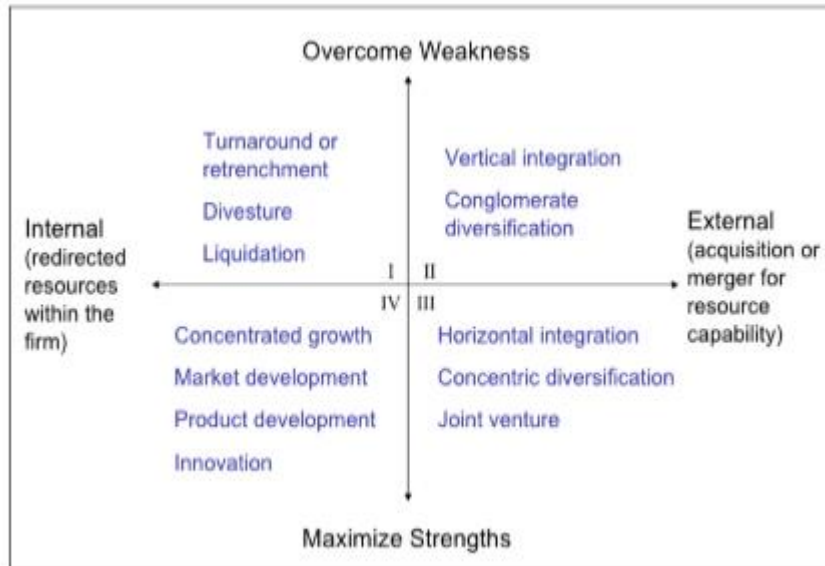 Overcome Weakness
Turnaround or
retrenchment
Divesture
Liquidation
Vertical integration
Conglomerate
diversification
Internal
(redirected
resources
within the
firm)
External
(acquisition or
merger for
resource
capability)
I II
IV III
Concentrated growth
Market development
Product development
Innovation
Horizontal integration
Concentric diversification
Joint venture
Maximize Strengths